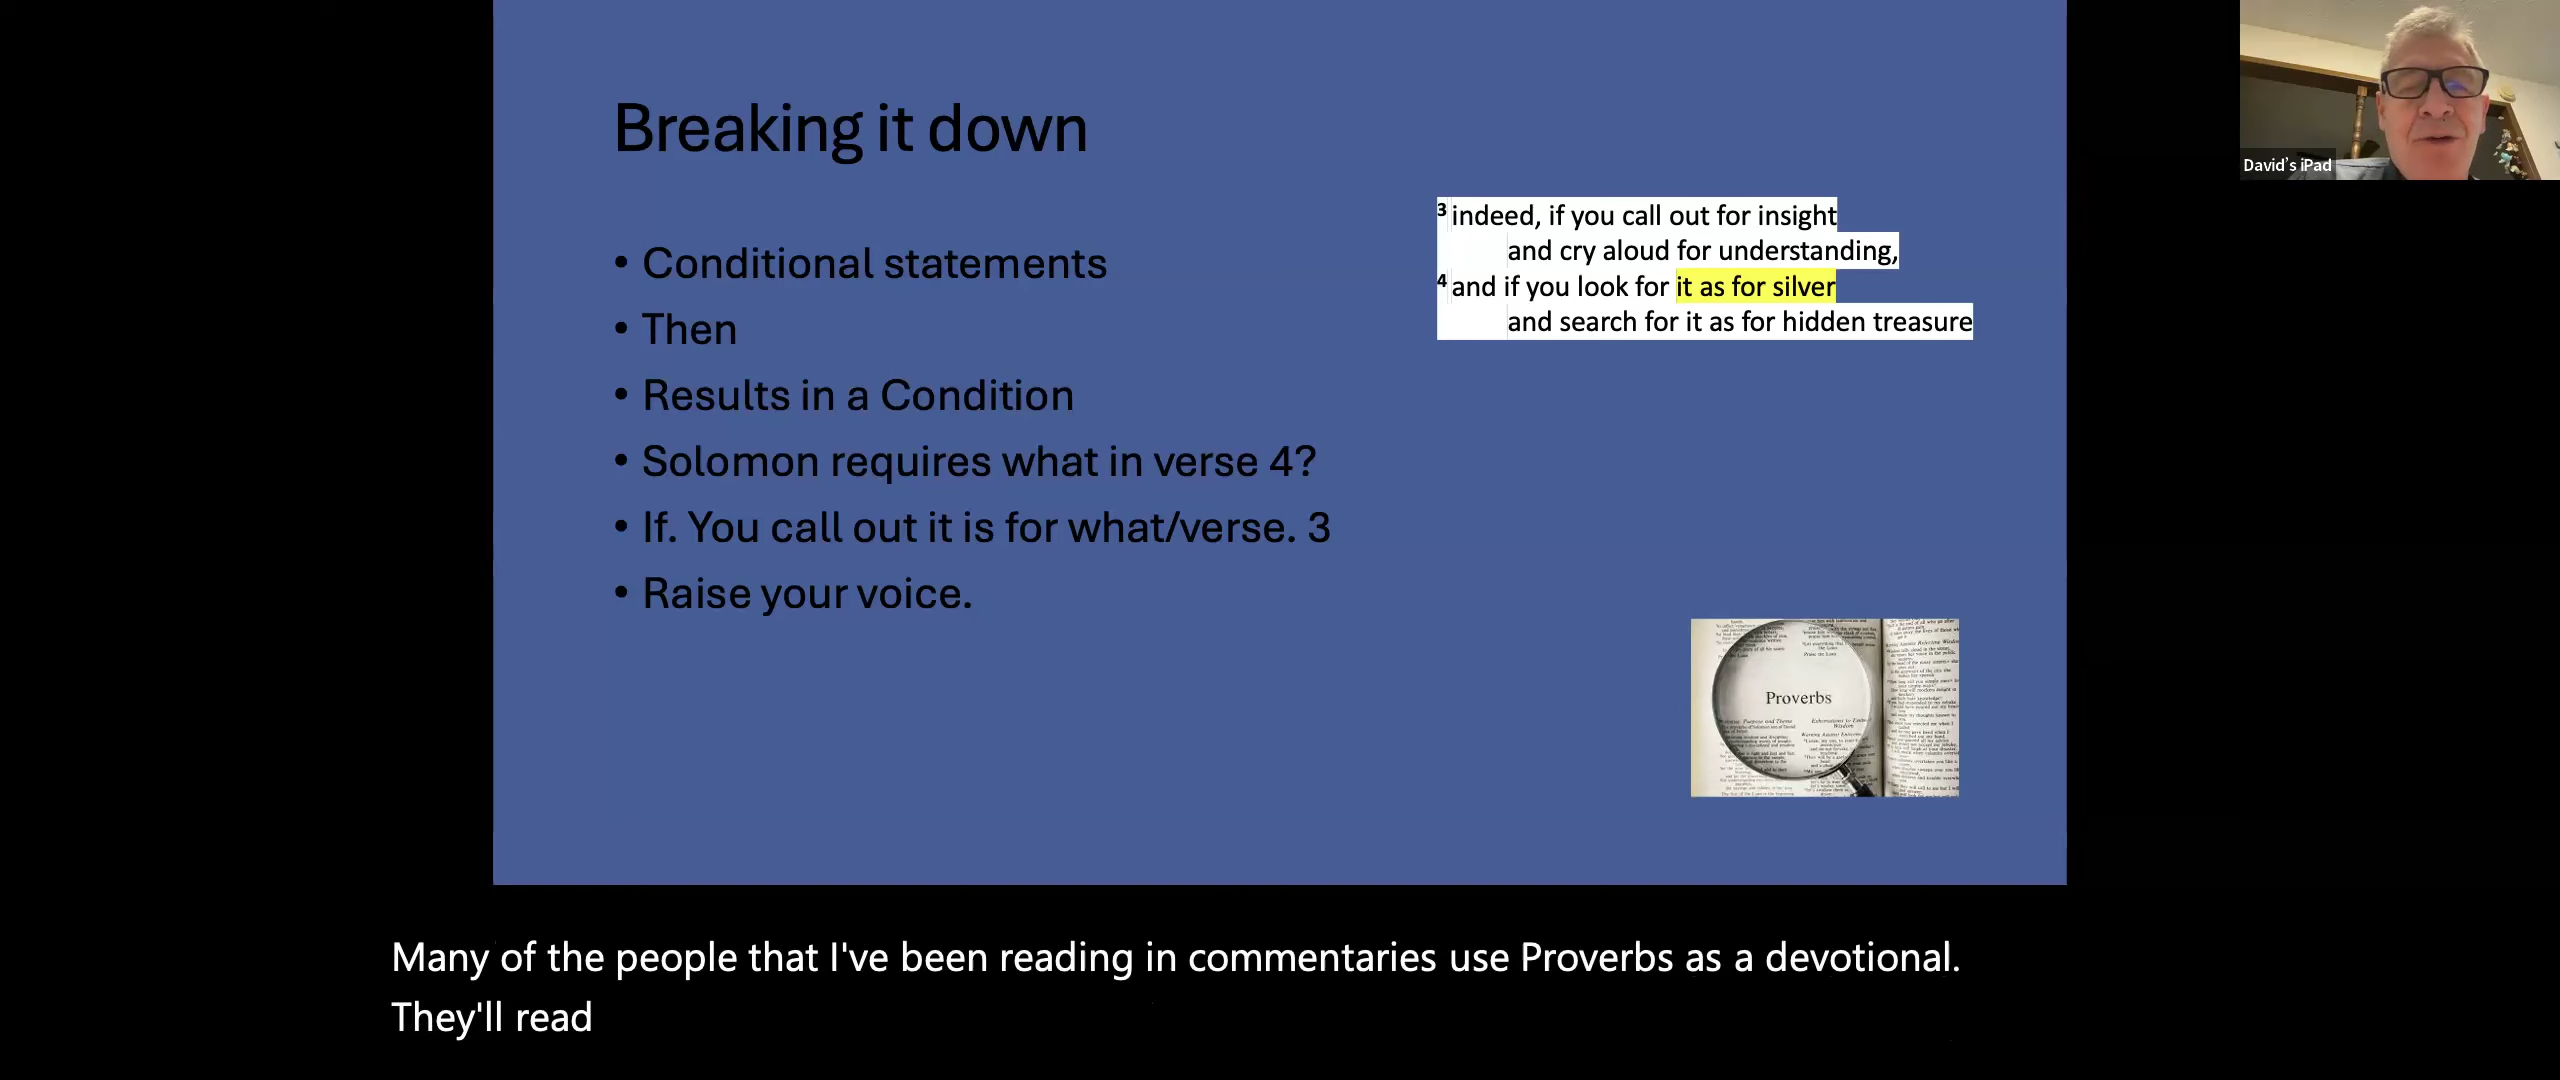 Breaking it down
• Conditional statements
• Then
• Results in a Condition
• Solomon requires what in verse 4?
• If. You call out it is for what/verse. 3
• Raise your voice.
3 indeed, if you call out for insight
and cry aloud for understanding,
4 and if you look for it as for silver
and search for it as for hidden treasure
Proverbs
David's iPad
Many of the people that I've been reading in commentaries use Proverbs as a devotional.
They'll read